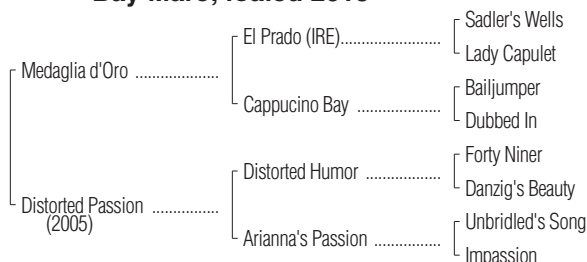 Bay Mare; foaled
Sadler's Wells
El Prado (IRE)......................
Lady Capulet
Medaglia d'Oro ...................
Bailjumper
Cappucino Bay ..................
Dubbed In
Forty Niner
Distorted Humor .................
Danzig's Beauty
Distorted Passion ...............
(2005)
Unbridled's Song
Arianna's Passion ...............
Impassion